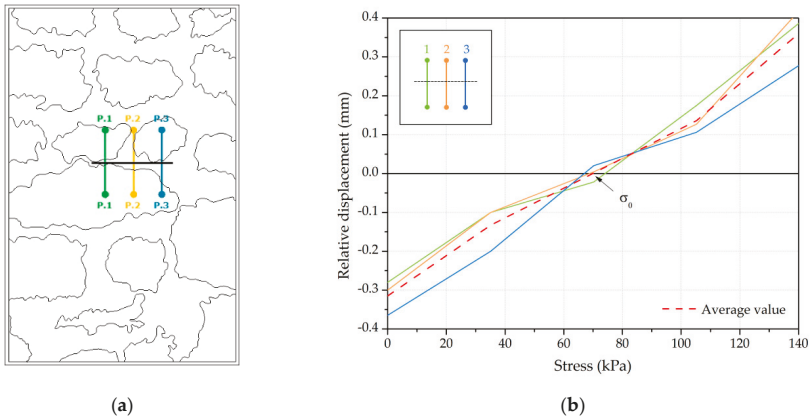 P.1 P.2 P.3
P.1 P.2 P.3
(a)
b)
Relative displacement (mm)
0.4
0.3
0.2
0.1
0.0
-0.1
-0.2
-0.3
-0.4
1 2 3
σ0
Average value
0 20 40 60 80 100 120 140
Stress (kPa)
(b)
a)